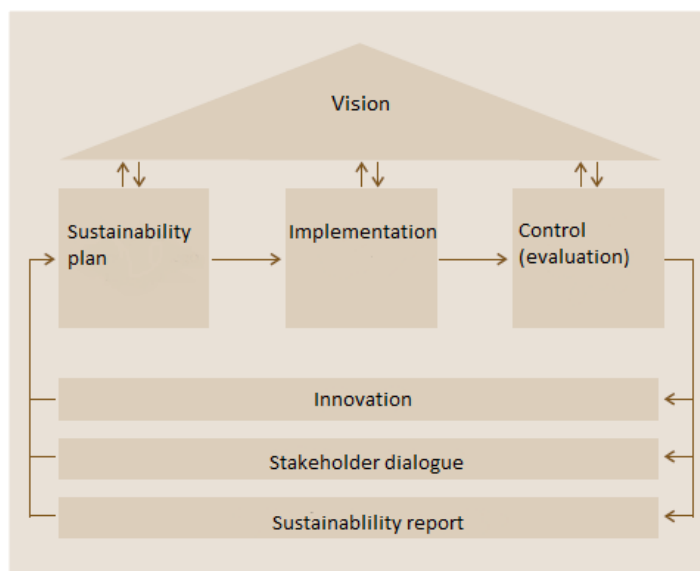 Vision
Sustainability
plan
Implementation
Control
(evaluation)
Innovation
Stakeholder dialogue
Sustainablility report